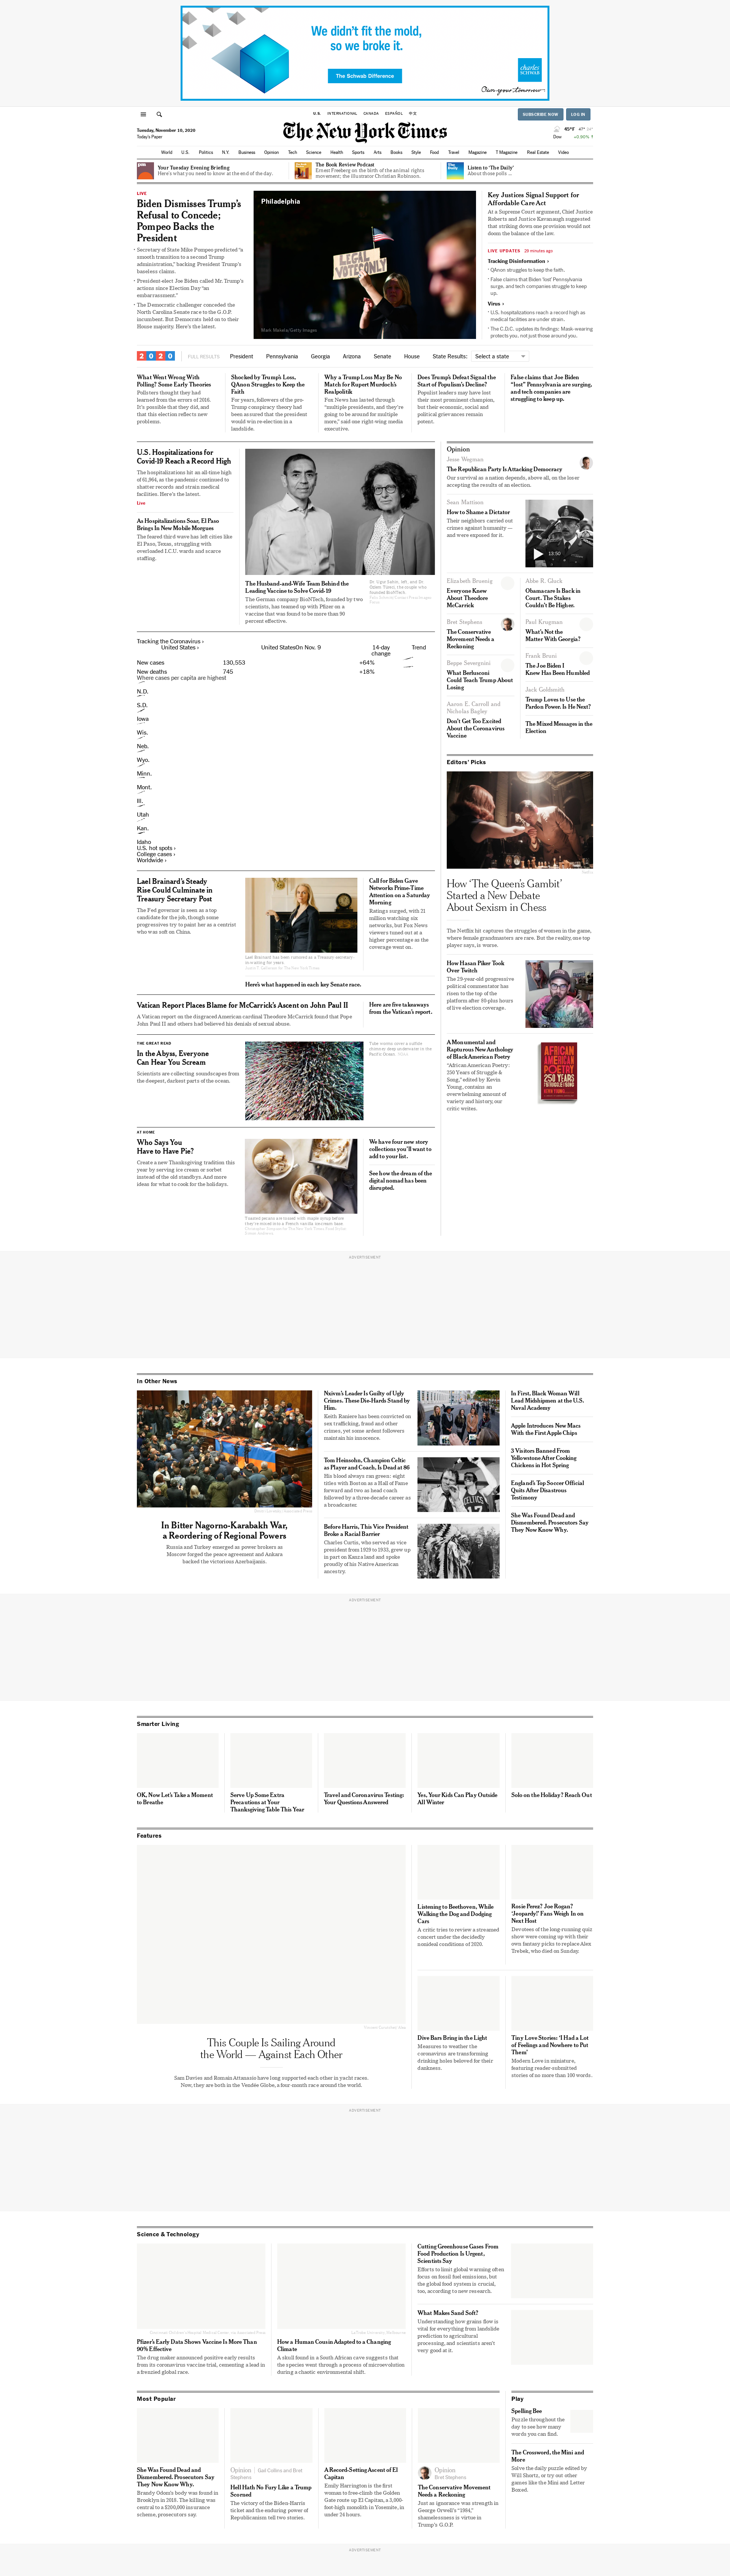 We didn't fit the mold,
so we broke it.
The Schwab Difference
charles
SCHWAB
Own your tomorrow
U.S. INTERNATIONAL CANADA ESPAÑOL 中文
SUBSCRIBE NOW LOG IN
Tuesday, November 10, 2020
Today's Paper
The New York Times
Dow +0.90% ↑
World U.S. Politics N.Y. Business Opinion Tech Science Health Sports Arts Books Style Food Travel Magazine T Magazine Real Estate Video
Your Tuesday Evening Briefing
Here's what you need to know at the end of the day.
The Book Review Podcast
Ernest Freeberg on the birth of the animal rights
movement; the illustrator Christian Robinson.
Listen to 'The Daily'
About those polls ...
LIVE
Biden Dismisses Trump's
Refusal to Concede;
Pompeo Backs the
President
· Secretary of State Mike Pompeo predicted "a
smooth transition to a second Trump
administration," backing President Trump's
baseless claims.
· President-elect Joe Biden called Mr. Trump's
actions since Election Day "an
embarrassment."
· The Democratic challenger conceded the
North Carolina Senate race to the G.O.P.
incumbent. But Democrats held on to their
House majority. Here's the latest.
Philadelphia
LEGAL
VOTES
Mark Makela/Getty Images
Key Justices Signal Support for
Affordable Care Act
At a Supreme Court argument, Chief Justice
Roberts and Justice Kavanaugh suggested
that striking down one provision would not
doom the balance of the law.
LIVE UPDATES 29 minutes ago
Tracking Disinformation ›
· QAnon struggles to keep the faith.
· False claims that Biden 'lost' Pennsylvania
surge, and tech companies struggle to keep
up.
Virus ›
· U.S. hospitalizations reach a record high as
medical facilities are under strain.
· The C.D.C. updates its findings: Mask-wearing
protects you, not just those around you.
2020 FULL RESULTS President Pennsylvania Georgia Arizona Senate House State Results: Select a state
What Went Wrong With
Polling? Some Early Theories
Pollsters thought they had
learned from the errors of 2016.
It's possible that they did, and
that this election reflects new
problems.
Shocked by Trump's Loss,
QAnon Struggles to Keep the
Faith
For years, followers of the pro-
Trump conspiracy theory had
been assured that the president
would win re-election in a
landslide.
Why a Trump Loss May Be No
Match for Rupert Murdoch's
Realpolitik
Fox News has lasted through
"multiple presidents, and they're
going to be around for multiple
more," said one right-wing media
executive.
Does Trump's Defeat Signal the
Start of Populism's Decline?
Populist leaders may have lost
their most prominent champion,
but their economic, social and
political grievances remain
potent.
False claims that Joe Biden
"lost" Pennsylvania are surging,
and tech companies are
struggling to keep up.
U.S. Hospitalizations for
Covid-19 Reach a Record High
The hospitalizations hit an all-time high
of 61,964, as the pandemic continued to
shatter records and strain medical
facilities. Here's the latest.
Live
As Hospitalizations Soar, El Paso
Brings In New Mobile Morgues
The feared third wave has left cities like
El Paso, Texas, struggling with
overloaded I.C.U. wards and scarce
staffing.
The Husband-and-Wife Team Behind the
Leading Vaccine to Solve Covid-19
The German company BioNTech, founded by two
scientists, has teamed up with Pfizer on a
vaccine that was found to be more than 90
percent effective.
Dr. Ugur Sahin, left, and Dr.
Özlem Türeci, the couple who
founded BioNTech.
Tracking the Coronavirus ›
United States ›
United StatesOn Nov. 9
14-day
change
Trend
New cases 130,553 +64%
New deaths 745 +18%
Where cases per capita are highest
N.D.
S.D.
Iowa
Wis.
Neb.
Wyo.
Minn.
Mont.
Ill.
Utah
Kan.
Idaho
U.S. hot spots ›
College cases ›
Worldwide ›
Lael Brainard's Steady
Rise Could Culminate in
Treasury Secretary Post
The Fed governor is seen as a top
candidate for the job, though some
progressives try to paint her as a centrist
who was soft on China.
Lael Brainard has been rumored as a Treasury secretary-
in-waiting for years.
Call for Biden Gave
Networks Prime-Time
Attention on a Saturday
Morning
Ratings surged, with 21
million watching six
networks, but Fox News
viewers tuned out at a
higher percentage as the
coverage went on.
Here's what happened in each key Senate race.
Vatican Report Places Blame for McCarrick's Ascent on John Paul II
A Vatican report on the disgraced American cardinal Theodore McCarrick found that Pope
John Paul II and others had believed his denials of sexual abuse.
Here are five takeaways
from the Vatican's report.
THE GREAT READ
In the Abyss, Everyone
Can Hear You Scream
Scientists are collecting soundscapes from
the deepest, darkest parts of the ocean.
AT HOME
Who Says You
Have to Have Pie?
Create a new Thanksgiving tradition this
year by serving ice cream or sorbet
instead of the old standbys. And more
ideas for what to cook for the holidays.
Toasted pecans are tossed with maple syrup before
they're stirred into a French vanilla ice cream base.
We have four new story
collections you'll want to
add to your list.
See how the dream of the
digital nomad has been
disrupted.
Opinion
Jesse Wegman
The Republican Party Is Attacking Democracy
Our survival as a nation depends, above all, on the loser
accepting the results of an election.
Sean Mattison
How to Shame a Dictator
Their neighbors carried out
crimes against humanity —
and were exposed for it.
13:50
Elizabeth Bruenig
Everyone Knew
About Theodore
McCarrick
Abbe R. Gluck
Obamacare Is Back in
Court. The Stakes
Couldn't Be Higher.
Bret Stephens
The Conservative
Movement Needs a
Reckoning
Paul Krugman
What's Not the
Matter With Georgia?
Frank Bruni
The Joe Biden I
Knew Has Been Humbled
Beppe Severgnini
What Berlusconi
Could Teach Trump About
Losing
Jack Goldsmith
Trump Loves to Use the
Pardon Power. Is He Next?
Aaron E. Carroll and
Nicholas Bagley
Don't Get Too Excited
About the Coronavirus
Vaccine
The Mixed Messages in the
Election
Editors' Picks
Netflix
How 'The Queen's Gambit'
Started a New Debate
About Sexism in Chess
The Netflix hit captures the struggles of women in the game,
where female grandmasters are rare. But the reality, one top
player says, is worse.
How Hasan Piker Took
Over Twitch
The 29-year-old progressive
political commentator has
risen to the top of the
platform after 80-plus hours
of live election coverage.
A Monumental and
Rapturous New Anthology
of Black American Poetry
"African American Poetry:
250 Years of Struggle &
Song," edited by Kevin
Young, contains an
overwhelming amount of
variety and history, our
critic writes.
AFRICAN
AMERICAN
POETRY
250 YEARS
ADVERTISEMENT
In Other News
In Bitter Nagorno-Karabakh War,
a Reordering of Regional Powers
Russia and Turkey emerged as power brokers as
Moscow forged the peace agreement and Ankara
backed the victorious Azerbaijanis.
Nxivm's Leader Is Guilty of Ugly
Crimes. These Die-Hards Stand by
Him.
Keith Raniere has been convicted on
sex trafficking, fraud and other
crimes, yet some ardent followers
maintain his innocence.
Tom Heinsohn, Champion Celtic
as Player and Coach, Is Dead at 86
His blood always ran green: eight
titles with Boston as a Hall of Fame
forward and two as head coach
followed by a three-decade career as
a broadcaster.
CELTICS
Before Harris, This Vice President
Broke a Racial Barrier
Charles Curtis, who served as vice
president from 1929 to 1933, grew up
in part on Kanza land and spoke
proudly of his Native American
ancestry.
In First, Black Woman Will
Lead Midshipmen at the U.S.
Naval Academy
Apple Introduces New Macs
With the First Apple Chips
3 Visitors Banned From
Yellowstone After Cooking
Chickens in Hot Spring
England's Top Soccer Official
Quits After Disastrous
Testimony
She Was Found Dead and
Dismembered. Prosecutors Say
They Now Know Why.
ADVERTISEMENT
Smarter Living
OK, Now Let's Take a Moment
to Breathe
Serve Up Some Extra
Precautions at Your
Thanksgiving Table This Year
Travel and Coronavirus Testing:
Your Questions Answered
Yes, Your Kids Can Play Outside
All Winter
Solo on the Holiday? Reach Out
Features
This Couple Is Sailing Around
the World — Against Each Other
Sam Davies and Romain Attanasio have long supported each other in yacht races.
Now, they are both in the Vendée Globe, a four-month race around the world.
Listening to Beethoven, While
Walking the Dog and Dodging
Cars
A critic tries to review a streamed
concert under the decidedly
nonideal conditions of 2020.
Rosie Perez? Joe Rogan?
'Jeopardy!' Fans Weigh In on
Next Host
Devotees of the long-running quiz
show were coming up with their
own fantasy picks to replace Alex
Trebek, who died on Sunday.
Dive Bars Bring in the Light
Measures to weather the
coronavirus are transforming
drinking holes beloved for their
dankness.
Tiny Love Stories: 'I Had a Lot
of Feelings and Nowhere to Put
Them'
Modern Love in miniature,
featuring reader-submitted
stories of no more than 100 words.
ADVERTISEMENT
Science & Technology
Pfizer's Early Data Shows Vaccine Is More Than
90% Effective
The drug maker announced positive early results
from its coronavirus vaccine trial, cementing a lead in
a frenzied global race.
How a Human Cousin Adapted to a Changing
Climate
A skull found in a South African cave suggests that
the species went through a process of microevolution
during a chaotic environmental shift.
Cutting Greenhouse Gases From
Food Production Is Urgent,
Scientists Say
Efforts to limit global warming often
focus on fossil fuel emissions, but
the global food system is crucial,
too, according to new research.
What Makes Sand Soft?
Understanding how grains flow is
vital for everything from landslide
prediction to agricultural
processing, and scientists aren't
very good at it.
Most Popular
She Was Found Dead and
Dismembered. Prosecutors Say
They Now Know Why.
Brandy Odom's body was found in
Brooklyn in 2018. The killing was
central to a $200,000 insurance
scheme, prosecutors say.
Opinion | Gail Collins and Bret
Stephens
Hell Hath No Fury Like a Trump
Scorned
The victory of the Biden-Harris
ticket and the enduring power of
Republicanism tell two stories.
A Record-Setting Ascent of El
Capitan
Emily Harrington is the first
woman to free-climb the Golden
Gate route up El Capitan, a 3,000-
foot-high monolith in Yosemite, in
under 24 hours.
Opinion
Bret Stephens
The Conservative Movement
Needs a Reckoning
Just as ignorance was strength in
George Orwell's "1984,"
shamelessness is virtue in
Trump's G.O.P.
Play
Spelling Bee
Puzzle throughout the
day to see how many
words you can find.
The Crossword, the Mini and
More
Solve the daily puzzle edited by
Will Shortz, or try out other
games like the Mini and Letter
Boxed.
ADVERTISEMENT